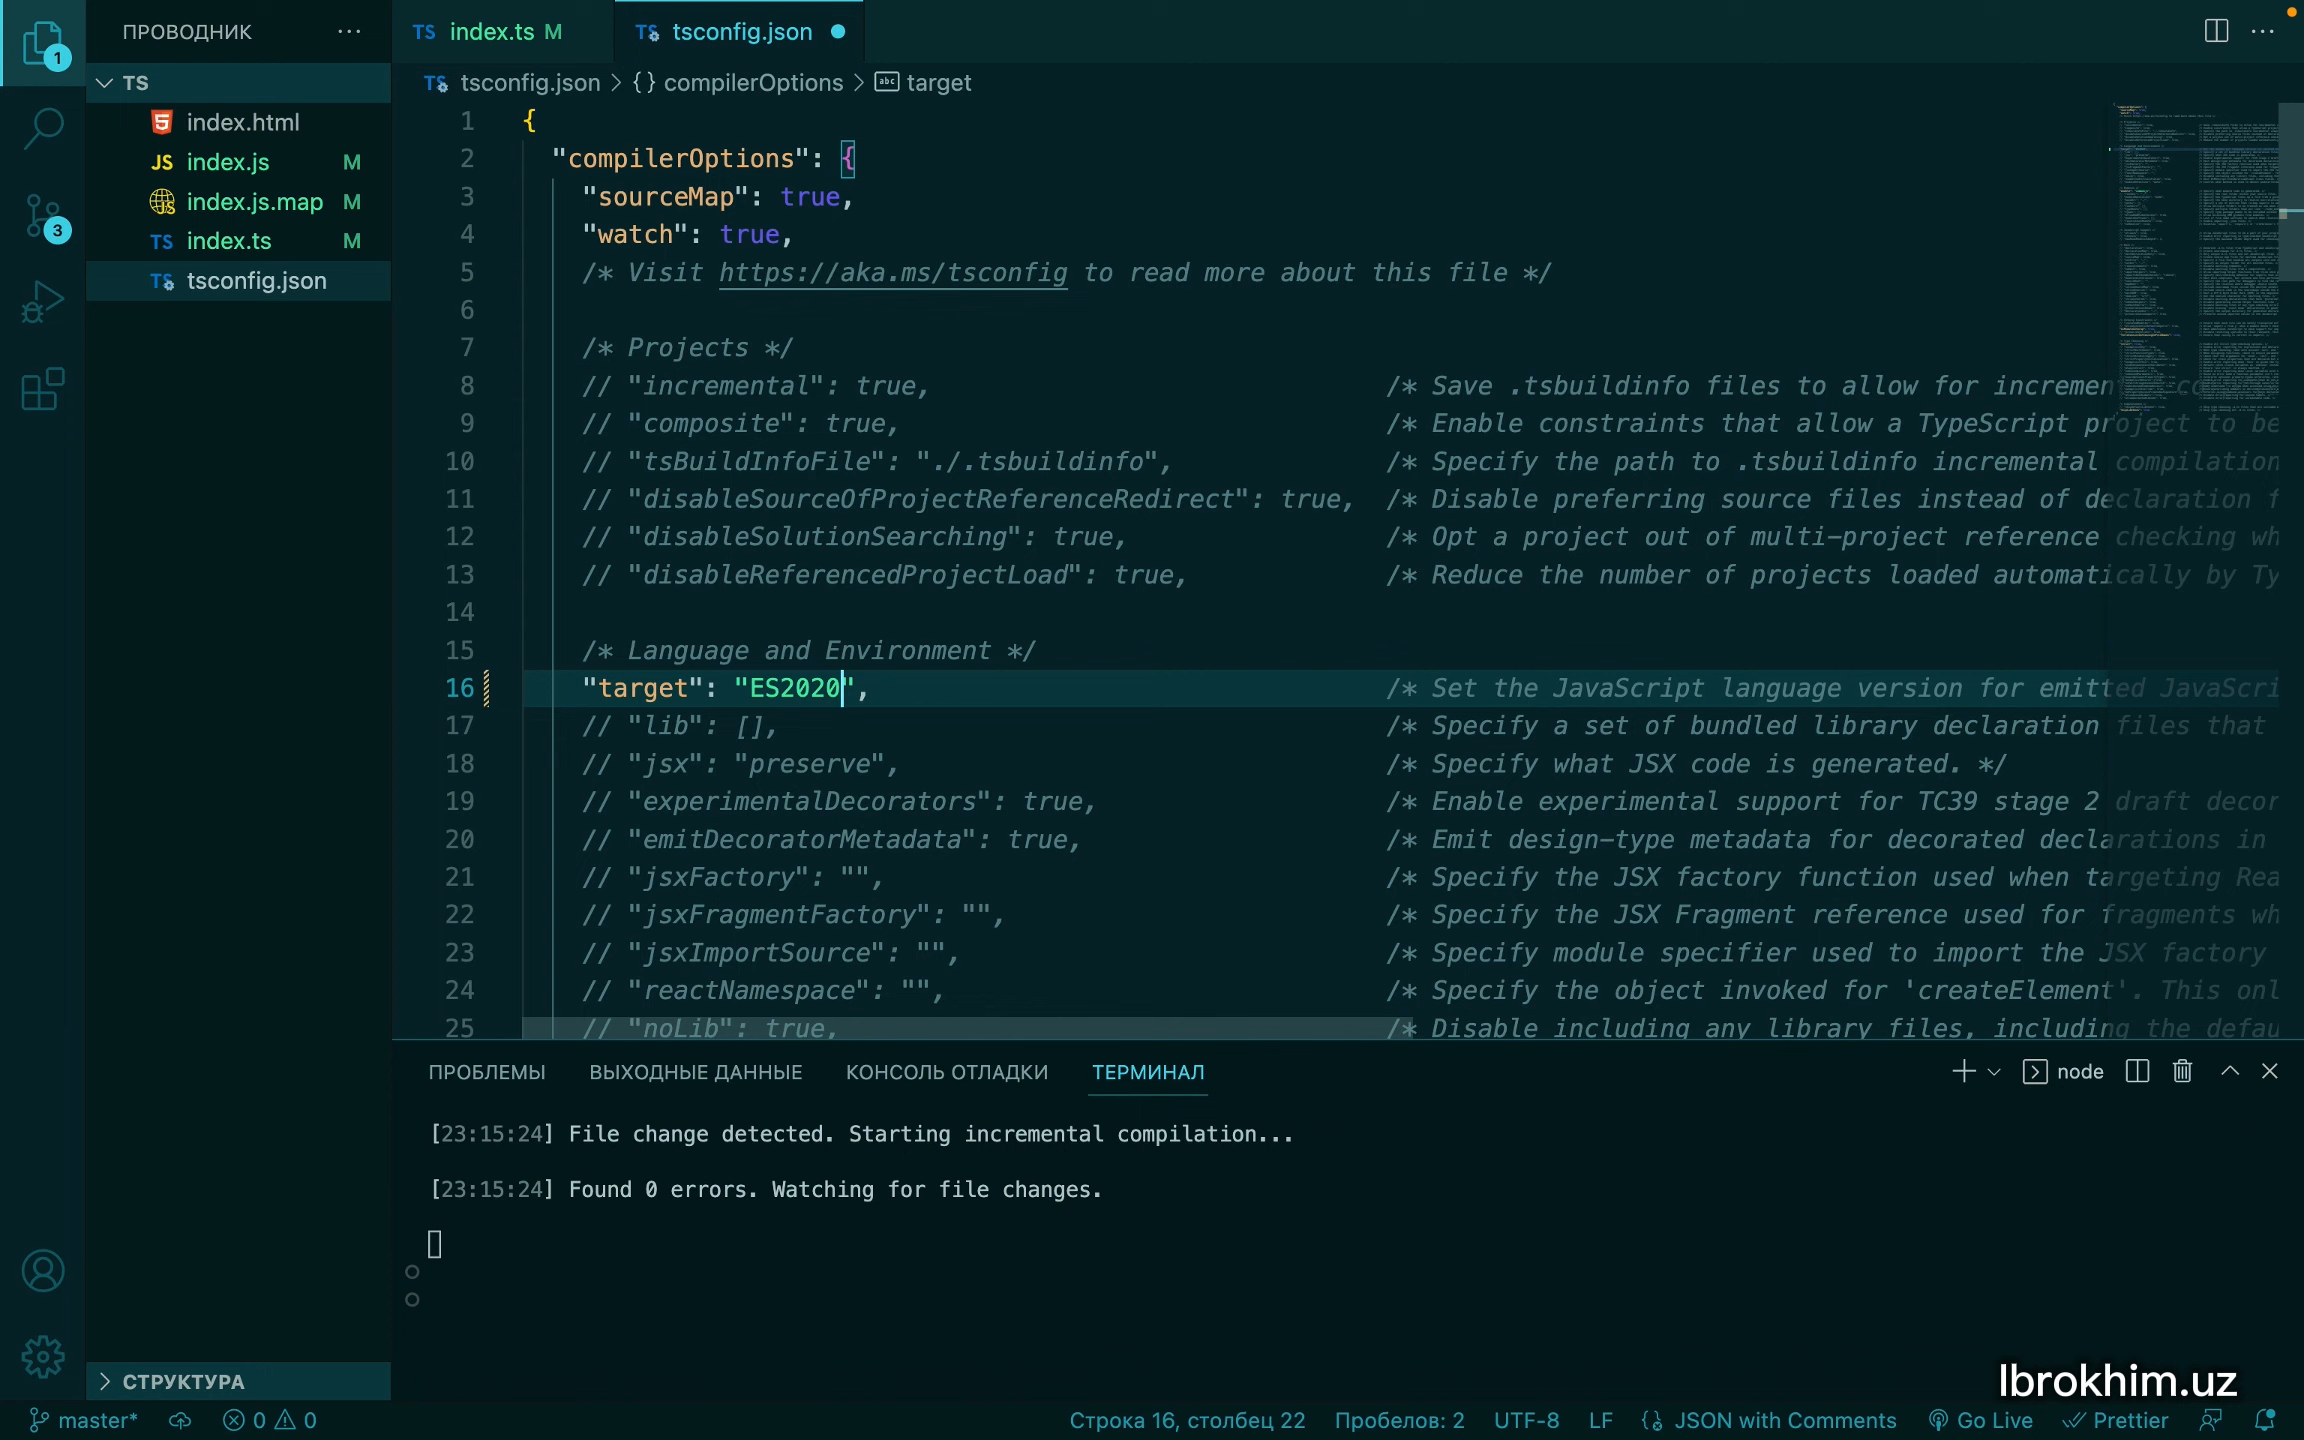 ПРОВОДНИК
TS index.ts M
TS tsconfig.json
TS
TS tsconfig.json > {} compilerOptions > abc target
index.html
JS index.js M
index.js.map M
TS index.ts M
TS tsconfig.json
1
3
1 {
2 "compilerOptions": {
3 "sourceMap": true,
4 "watch": true,
5 /* Visit https://aka.ms/tsconfig to read more about this file */
6
7 /* Projects */
8 // "incremental": true, /* Save .tsbuildinfo files to allow for increment co
9 // "composite": true, /* Enable constraints that allow a TypeScript project to be
10 // "tsBuildInfoFile": "./.tsbuildinfo", /* Specify the path to .tsbuildinfo incremental compilation
11 // "disableSourceOfProjectReferenceRedirect": true, /* Disable preferring source files instead of declaration f
12 // "disableSolutionSearching": true, /* Opt a project out of multi-project reference checking wh
13 // "disableReferencedProjectLoad": true, /* Reduce the number of projects loaded automatically by Ty
14
15 /* Language and Environment */
16 "target": "ES2020", /* Set the JavaScript language version for emitted JavaScri
17 // "lib": [], /* Specify a set of bundled library declaration files that
18 // "jsx": "preserve", /* Specify what JSX code is generated. */
19 // "experimentalDecorators": true, /* Enable experimental support for TC39 stage 2 draft decor
20 // "emitDecoratorMetadata": true, /* Emit design-type metadata for decorated declarations in
21 // "jsxFactory": "", /* Specify the JSX factory function used when targeting Rea
22 // "jsxFragmentFactory": "", /* Specify the JSX Fragment reference used for fragments wh
23 // "jsxImportSource": "", /* Specify module specifier used to import the JSX factory
24 // "reactNamespace": "", /* Specify the object invoked for 'createElement'. This onl
25 // "noLib": true, /* Disable including any library files, including the defau
ПРОБЛЕМЫ ВЫХОДНЫЕ ДАННЫЕ КОНСОЛЬ ОТЛАДКИ ТЕРМИНАЛ node
[23:15:24] File change detected. Starting incremental compilation...
[23:15:24] Found 0 errors. Watching for file changes.
СТРУКТУРА
Ibrokhim.uz
master* 0 0 Строка 16, столбец 22 Пробелов: 2 UTF-8 LF JSON with Comments Go Live Prettier